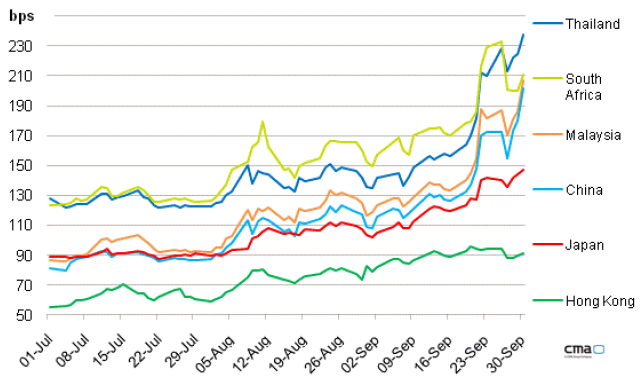 bps
230
210
190
170
150
130
110
90
70
50
01-Jul
08-Jul
15-Jul
22-Jul
29-Jul
05-Aug
12-Aug
19-Aug
26-Aug
02-Sep
09-Sep
16-Sep
23-Sep
30-Sep
Thailand
South
Africa
Malaysia
China
Japan
Hong Kong
cma